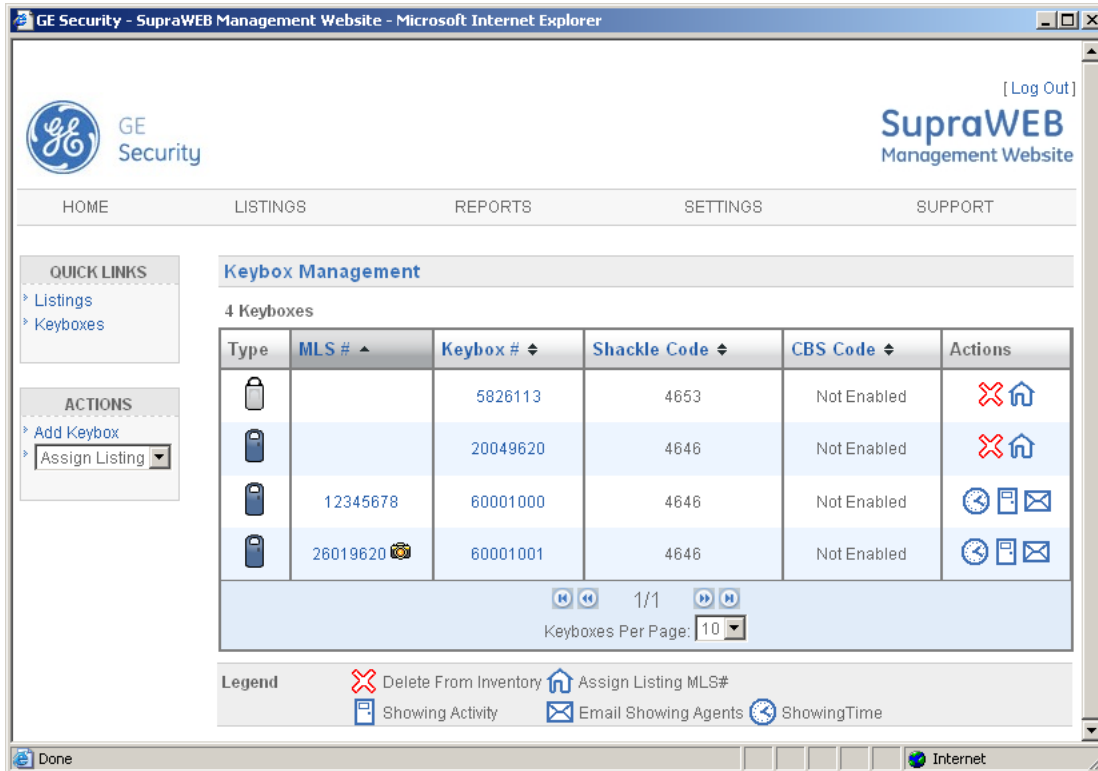 GE Security - SupraWEB Management Website - Microsoft Internet Explorer
[ Log Out ]
GE
Security
SupraWEB
Management Website
HOME LISTINGS REPORTS SETTINGS SUPPORT
QUICK LINKS
Listings
Keyboxes
ACTIONS
Add Keybox
Assign Listing
Keybox Management
4 Keyboxes
Type MLS # Keybox # Shackle Code CBS Code Actions
5826113 4653 Not Enabled
20049620 4646 Not Enabled
12345678 60001000 4646 Not Enabled
26019620 60001001 4646 Not Enabled
1/1
Keyboxes Per Page: 10
Legend Delete From Inventory Assign Listing MLS#
Showing Activity Email Showing Agents ShowingTime
Done Internet